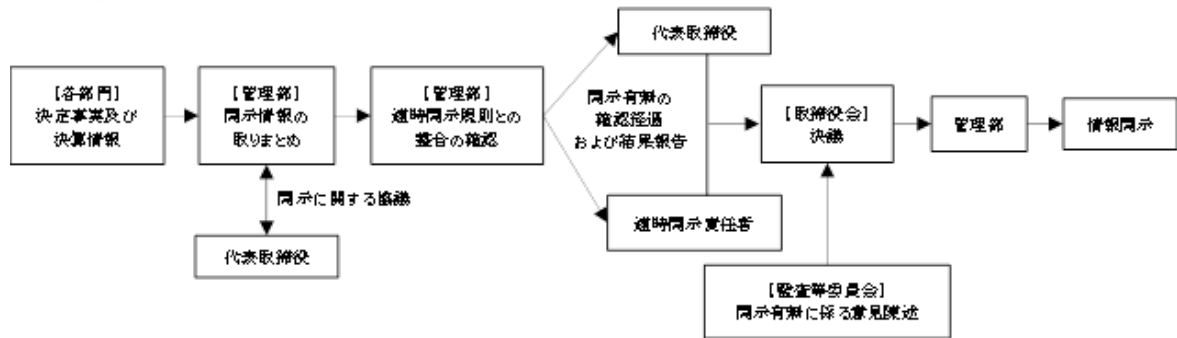 【各部門】
決定事実及び
決算情報
【管理部】
開示情報の
取りまとめ
開示に関する協議
代表取締役
【管理部】
適時開示規則との
整合の確認
代表取締役
開示有無の
確認経過
および結果報告
適時開示責任者
【取締役会】
決議
【監査等委員会】
開示有無に係る意見陳述
管理部
情報開示